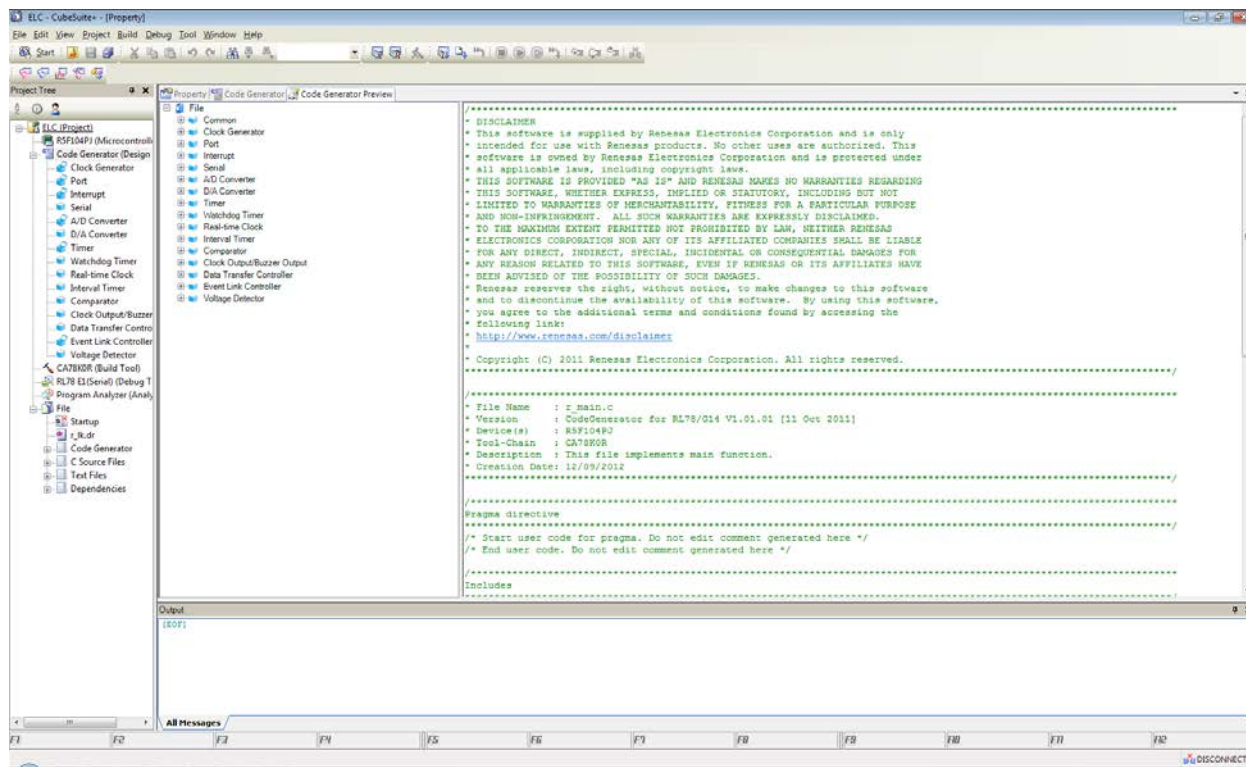 ELC - CubeSuite+ - [Property]
File Edit View Project Build Debug Tool Window Help
Start
Project Tree
ELC (Project)
R5F104PJ (Microcontroll
Code Generator (Design
Clock Generator
Port
Interrupt
Serial
A/D Converter
D/A Converter
Timer
Watchdog Timer
Real-time Clock
Interval Timer
Comparator
Clock Output/Buzzer
Data Transfer Contro
Event Link Controller
Voltage Detector
CA78K0R (Build Tool)
RL78 E1(Serial) (Debug T
Program Analyzer (Analy
File
Startup
r_lk.dr
Code Generator
C Source Files
Text Files
Dependencies
Property
Code Generator
Code Generator Preview
File
Common
Clock Generator
Port
Interrupt
Serial
A/D Converter
D/A Converter
Timer
Watchdog Timer
Real-time Clock
Interval Timer
Comparator
Clock Output/Buzzer Output
Data Transfer Controller
Event Link Controller
Voltage Detector
* DISCLAIMER
* This software is supplied by Renesas Electronics Corporation and is only
* intended for use with Renesas products. No other uses are authorized. This
* software is owned by Renesas Electronics Corporation and is protected under
* all applicable laws, including copyright laws.
* THIS SOFTWARE IS PROVIDED "AS IS" AND RENESAS MAKES NO WARRANTIES REGARDING
* THIS SOFTWARE, WHETHER EXPRESS, IMPLIED OR STATUTORY, INCLUDING BUT NOT
* LIMITED TO WARRANTIES OF MERCHANTABILITY, FITNESS FOR A PARTICULAR PURPOSE
* AND NON-INFRINGEMENT. ALL SUCH WARRANTIES ARE EXPRESSLY DISCLAIMED.
* TO THE MAXIMUM EXTENT PERMITTED NOT PROHIBITED BY LAW, NEITHER RENESAS
* ELECTRONICS CORPORATION NOR ANY OF ITS AFFILIATED COMPANIES SHALL BE LIABLE
* FOR ANY DIRECT, INDIRECT, SPECIAL, INCIDENTAL OR CONSEQUENTIAL DAMAGES FOR
* ANY REASON RELATED TO THIS SOFTWARE, EVEN IF RENESAS OR ITS AFFILIATES HAVE
* BEEN ADVISED OF THE POSSIBILITY OF SUCH DAMAGES.
* Renesas reserves the right, without notice, to make changes to this software
* and to discontinue the availability of this software. By using this software,
* you agree to the additional terms and conditions found by accessing the
* following link:
* http://www.renesas.com/disclaimer
*
* Copyright (C) 2011 Renesas Electronics Corporation. All rights reserved.
* File Name : r_main.c
* Version : CodeGenerator for RL78/G14 V1.01.01 [11 Oct 2011]
* Device(s) : R5F104PJ
* Tool-Chain : CA78K0R
* Description : This file implements main function.
* Creation Date: 12/09/2012
Pragma directive
/* Start user code for pragma. Do not edit comment generated here */
/* End user code. Do not edit comment generated here */
Includes
Output
[EOF]
All Messages
F1 F2 F3 F4 F5 F6 F7 F8 F9 F10 F11 F12
DISCONNECT